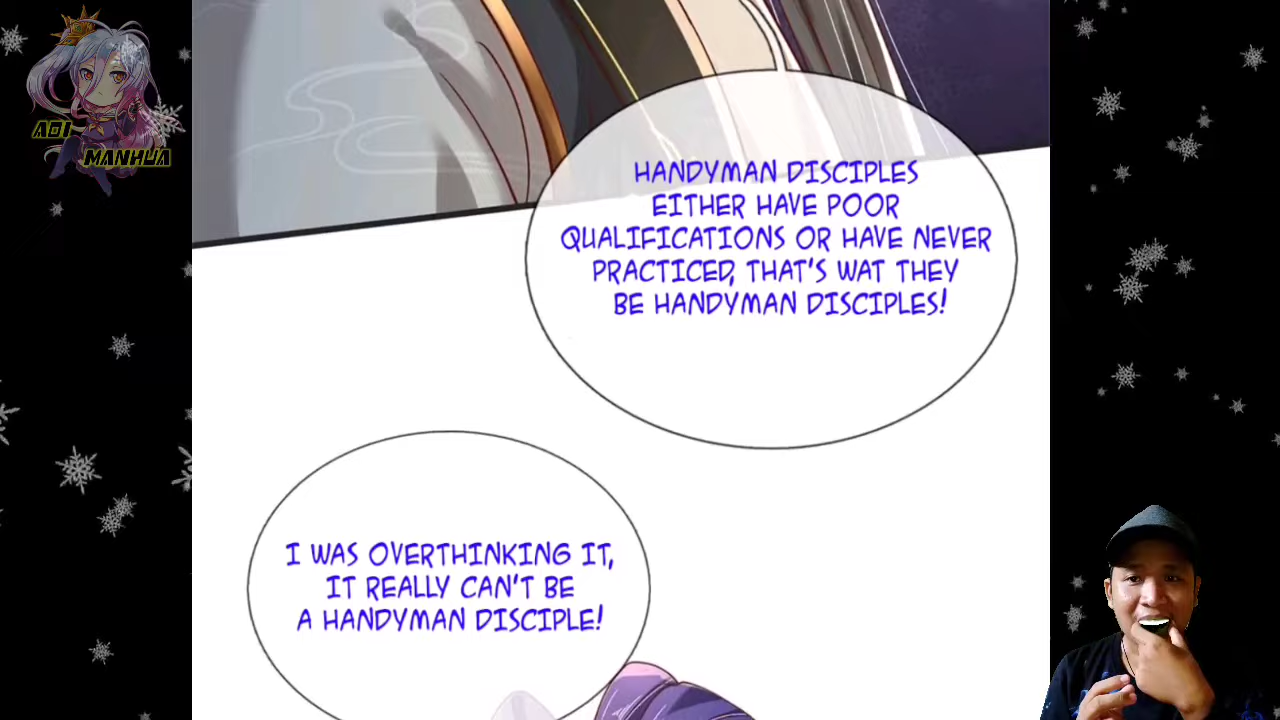 AOI
MANHUA
HANDYMAN DISCIPLES
EITHER HAVE POOR
QUALIFICATIONS OR HAVE NEVER
PRACTICED, THAT'S WAT THEY
BE HANDYMAN DISCIPLES!
I WAS OVERTHINKING IT,
IT REALLY CAN'T BE
A HANDYMAN DISCIPLE!